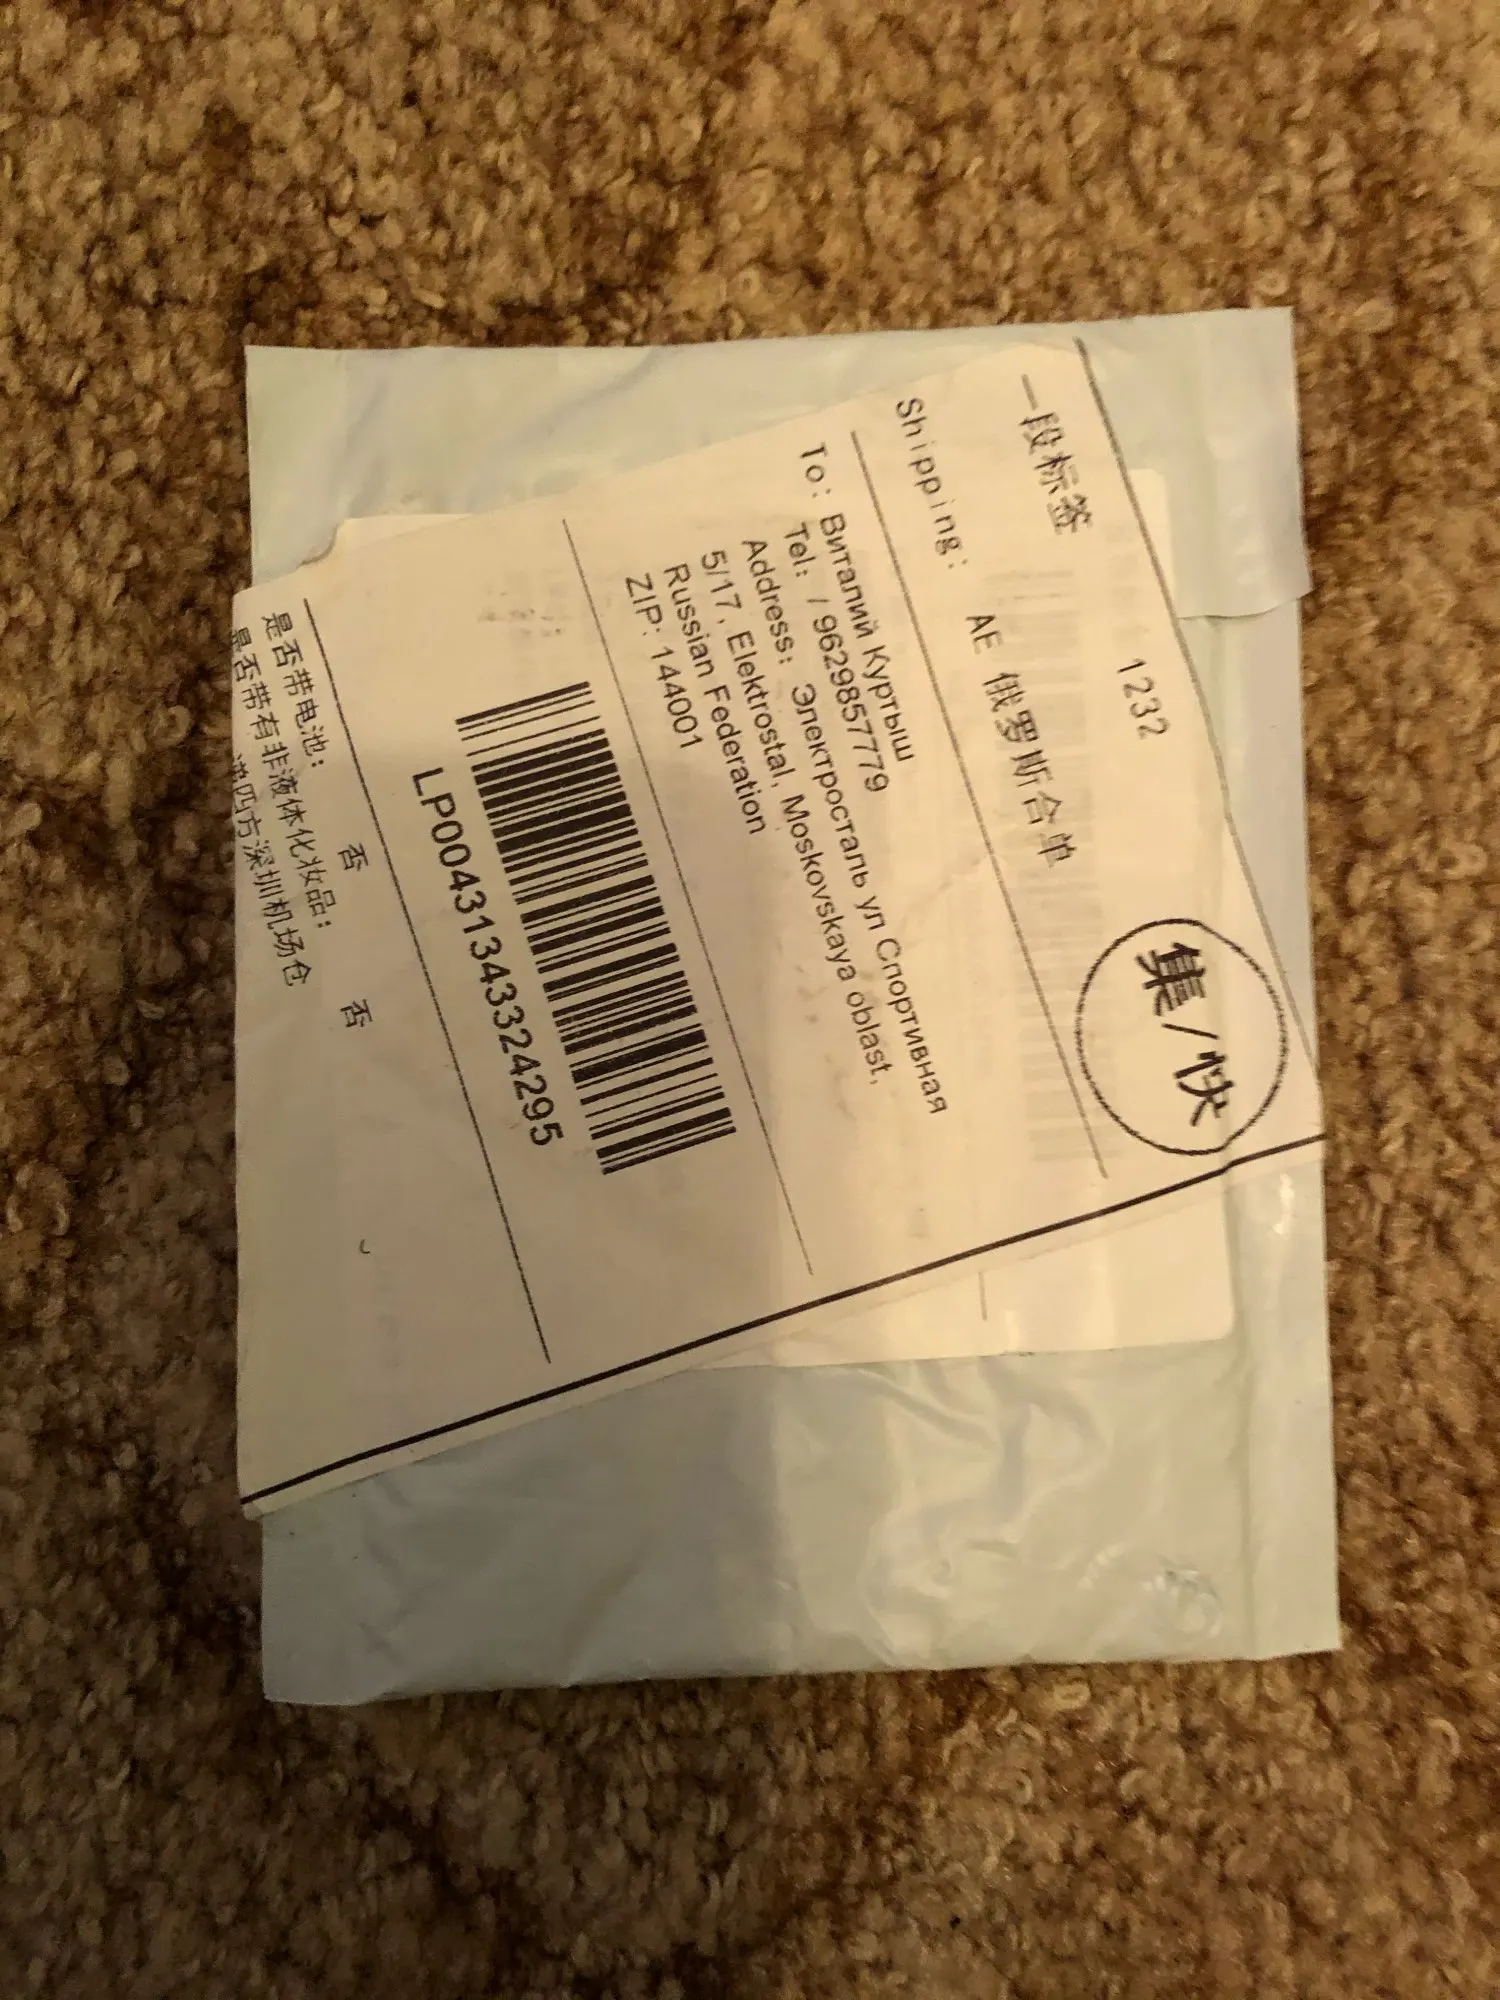 一段标签
1232
集/快
Shipping: AE 俄罗斯合单
To: Виталий Куртыш
Tel: / 9629857779
Address: Электросталь ул Спортивная
5/17, Elektrostal, Moskovskaya oblast,
Russian Federation
ZIP: 144001
LP00431343324295
是否带电池: 否
是否带有非液体化妆品: 否
四方深圳机场仓